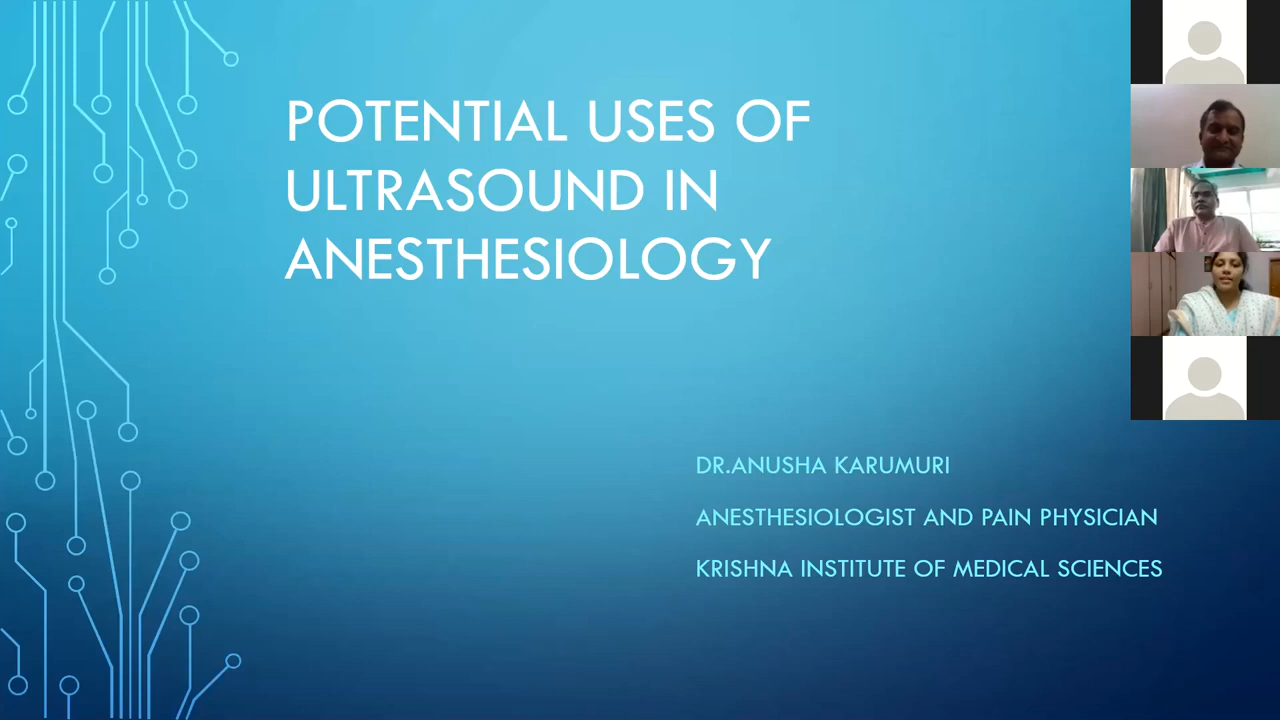 POTENTIAL USES OF
ULTRASOUND IN
ANESTHESIOLOGY
DR.ANUSHA KARUMURI
ANESTHESIOLOGIST AND PAIN PHYSICIAN
KRISHNA INSTITUTE OF MEDICAL SCIENCES